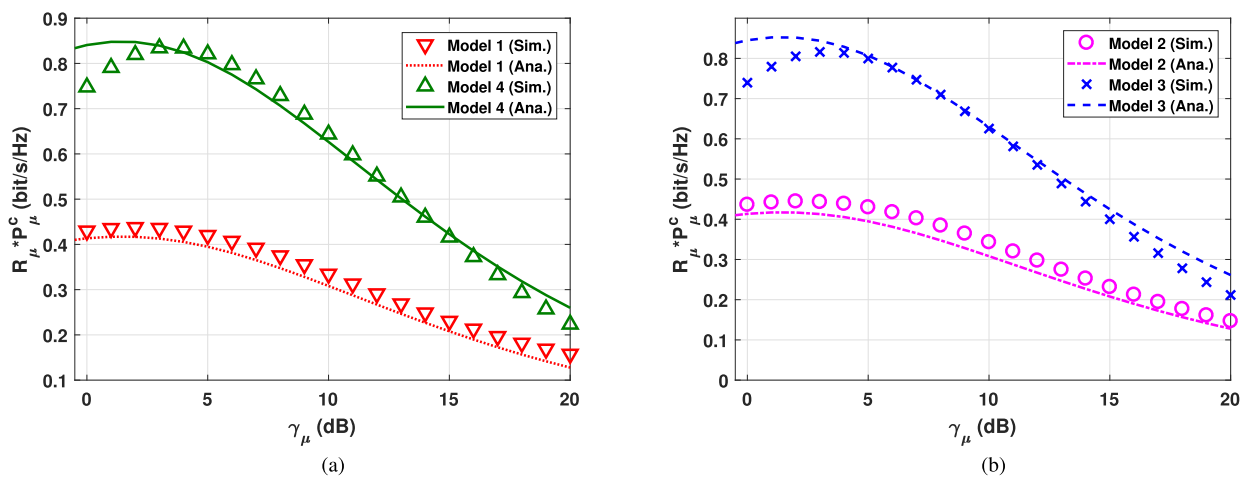 0.9
0.8
0.7
0.6
0.5
0.4
0.3
0.2
0.1
0 5 10 15 20
R_μ*P_μ^c (bit/s/Hz)
γ_μ (dB)
Model 1 (Sim.)
Model 1 (Ana.)
Model 4 (Sim.)
Model 4 (Ana.)
(a)
0.8
0.7
0.6
0.5
0.4
0.3
0.2
0.1
0
0 5 10 15 20
R_μ*P_μ^c (bit/s/Hz)
γ_μ (dB)
Model 2 (Sim.)
Model 2 (Ana.)
Model 3 (Sim.)
Model 3 (Ana.)
(b)